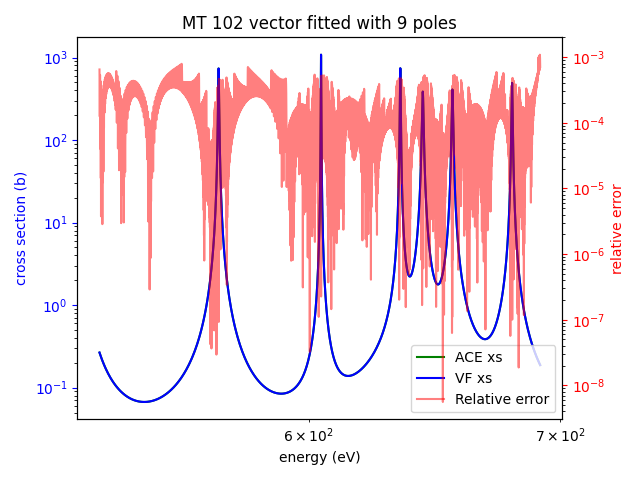 MT 102 vector fitted with 9 poles
10³
10²
10¹
10⁰
10⁻¹
cross section (b)
10⁻³
10⁻⁴
10⁻⁵
10⁻⁶
10⁻⁷
10⁻⁸
relative error
ACE xs
VF xs
Relative error
6 × 10²
7 × 10²
energy (eV)